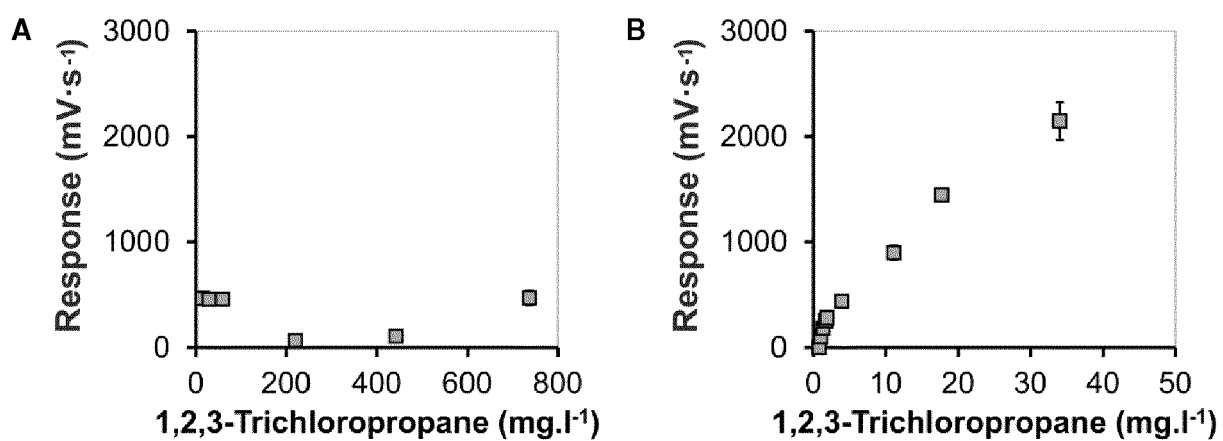 A
Response (mV·s⁻¹)
3000
2000
1000
0
0 200 400 600 800
1,2,3-Trichloropropane (mg.l⁻¹)
B
Response (mV·s⁻¹)
3000
2000
1000
0
0 10 20 30 40 50
1,2,3-Trichloropropane (mg.l⁻¹)